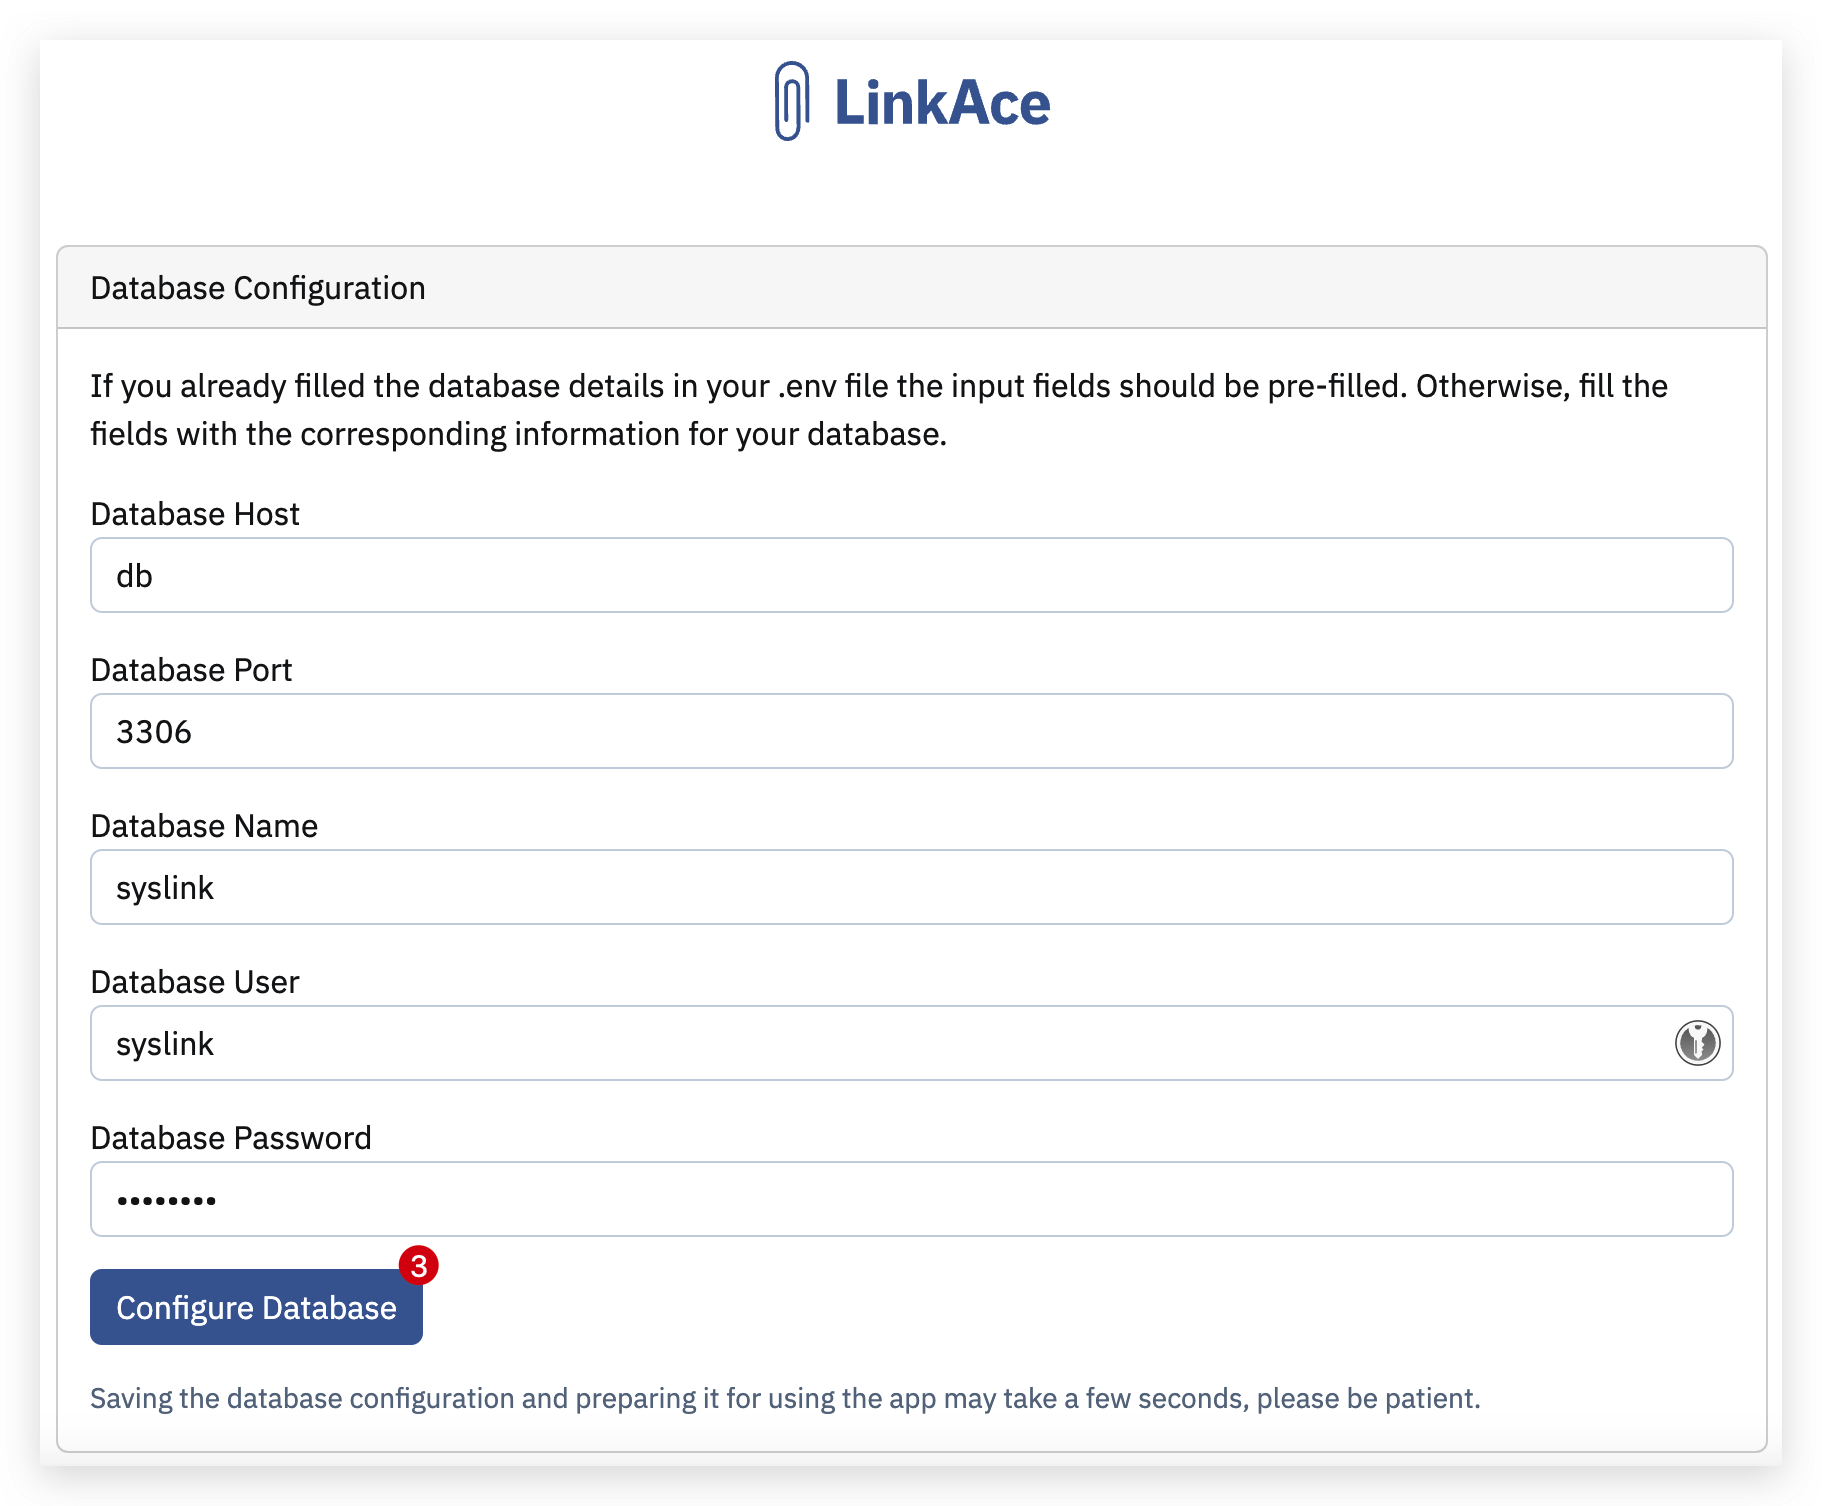 LinkAce
Database Configuration
If you already filled the database details in your .env file the input fields should be pre-filled. Otherwise, fill the
fields with the corresponding information for your database.
Database Host
db
Database Port
3306
Database Name
syslink
Database User
syslink
Database Password
••••••••
3
Configure Database
Saving the database configuration and preparing it for using the app may take a few seconds, please be patient.